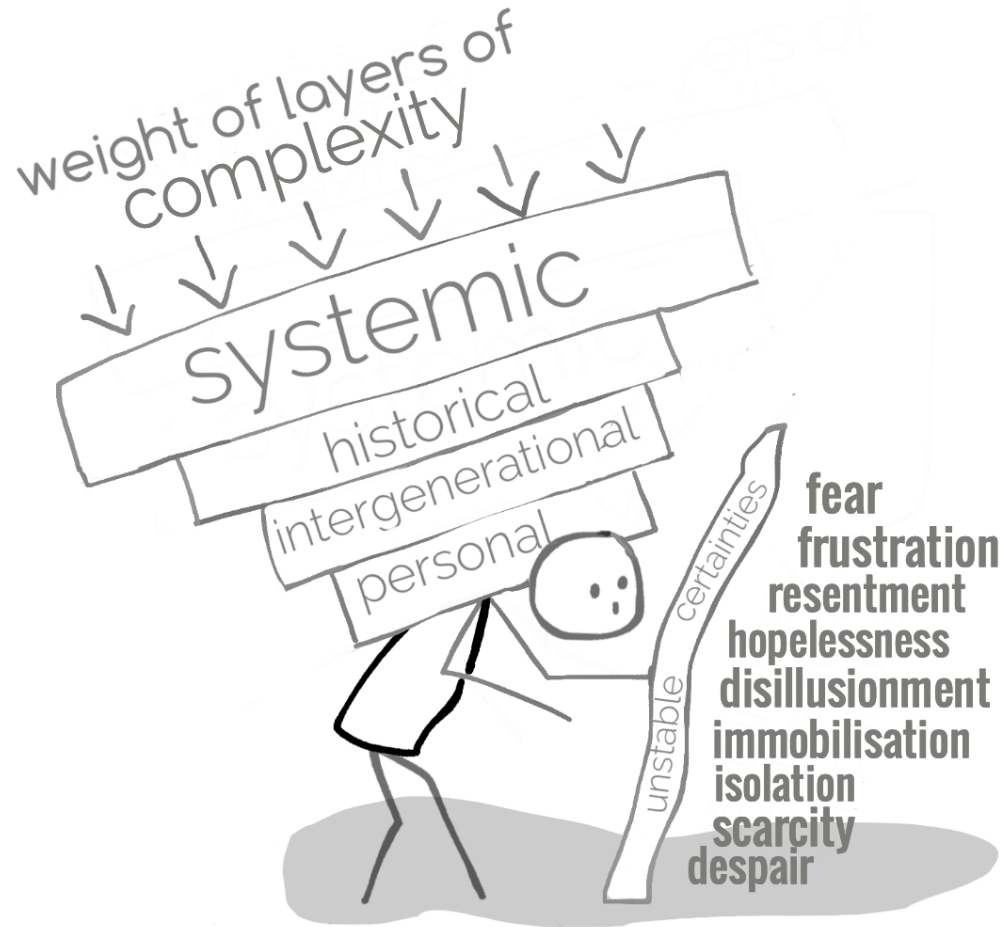 weight of layers of
complexity
systemic
historical
intergenerational
personal
unstable certainties
fear
frustration
resentment
hopelessness
disillusionment
immobilisation
isolation
scarcity
despair